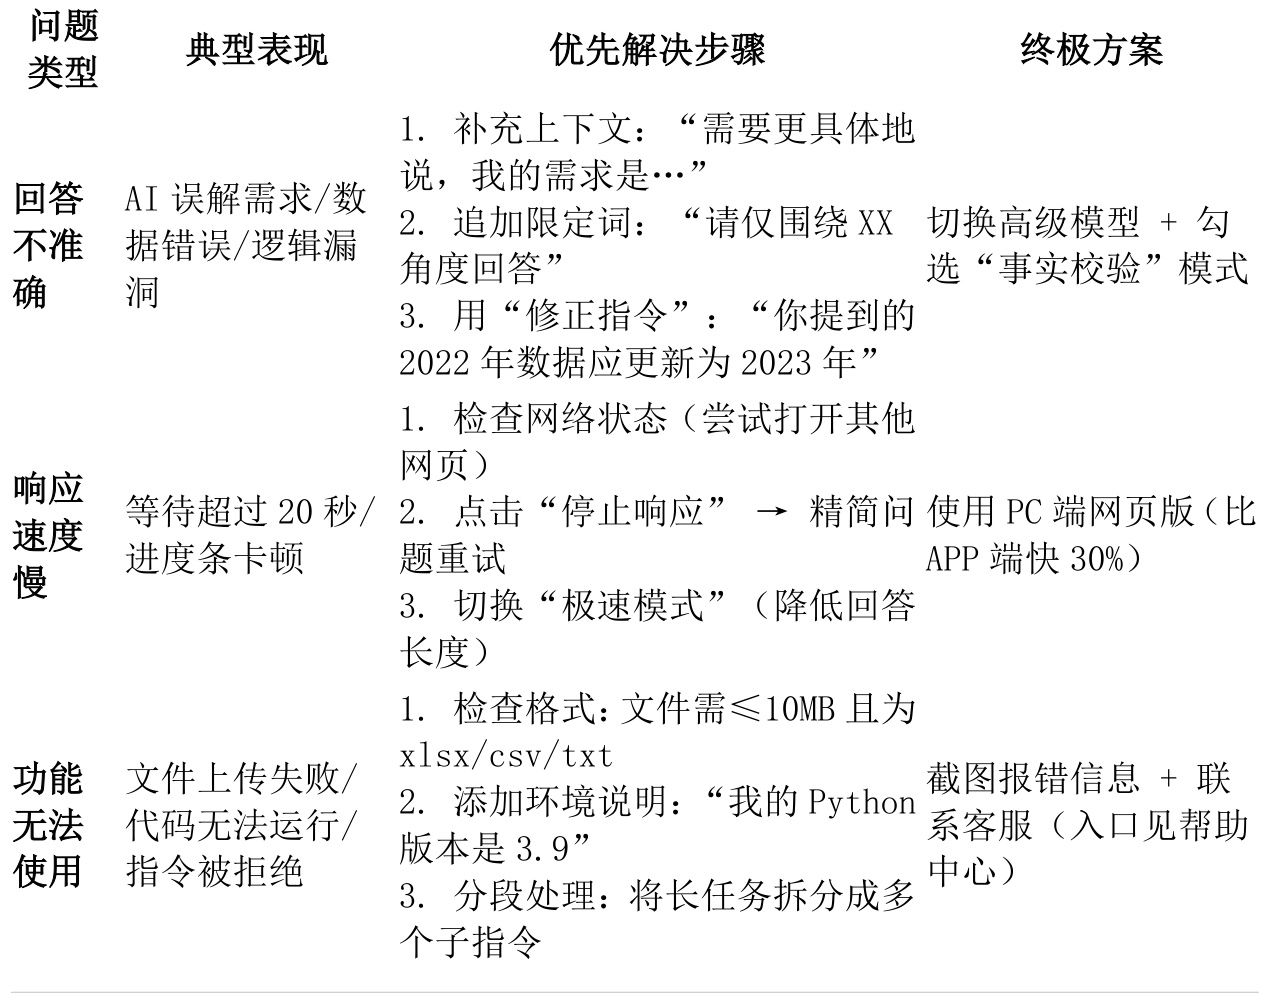 问题
类型
典型表现
优先解决步骤
终极方案
回答
不准
确
AI 误解需求/数
据错误/逻辑漏
洞
1. 补充上下文：“需要更具体地
说，我的需求是…”
2. 追加限定词：“请仅围绕 XX
角度回答”
3. 用“修正指令”：“你提到的
2022 年数据应更新为 2023 年”
切换高级模型 + 勾
选“事实校验”模式
响应
速度
慢
等待超过 20 秒/
进度条卡顿
1. 检查网络状态（尝试打开其他
网页）
2. 点击“停止响应” → 精简问
题重试
3. 切换“极速模式”（降低回答
长度）
使用 PC 端网页版（比
APP 端快 30%）
功能
无法
使用
文件上传失败/
代码无法运行/
指令被拒绝
1. 检查格式：文件需≤10MB 且为
xlsx/csv/txt
2. 添加环境说明：“我的 Python
版本是 3.9”
3. 分段处理：将长任务拆分成多
个子指令
截图报错信息 + 联
系客服（入口见帮助
中心）